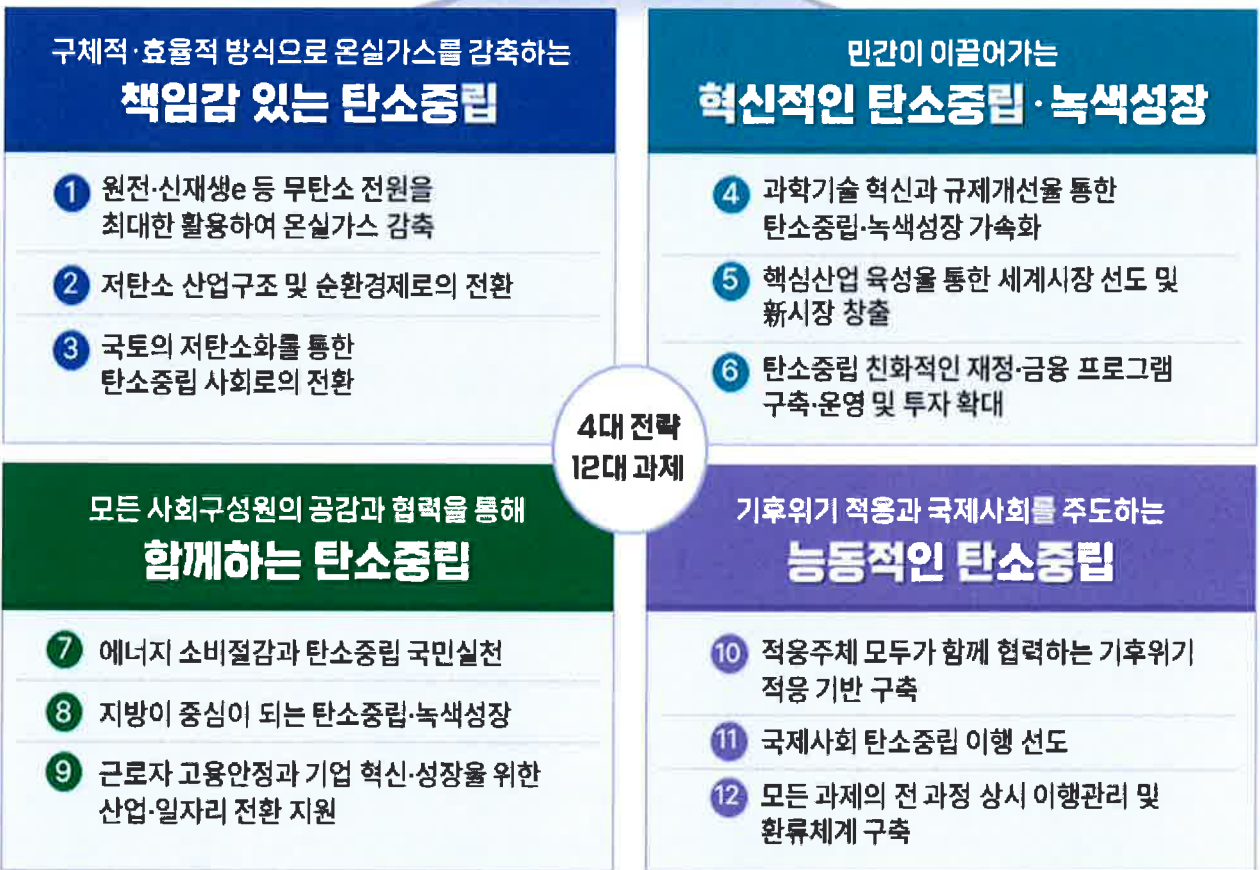 구체적·효율적 방식으로 온실가스를 감축하는
책임감 있는 탄소중립
1 원전·신재생e 등 무탄소 전원을
최대한 활용하여 온실가스 감축
2 저탄소 산업구조 및 순환경제로의 전환
3 국토의 저탄소화를 통한
탄소중립 사회로의 전환
민간이 이끌어가는
혁신적인 탄소중립·녹색성장
4 과학기술 혁신과 규제개선을 통한
탄소중립·녹색성장 가속화
5 핵심산업 육성을 통한 세계시장 선도 및
新시장 창출
6 탄소중립 친화적인 재정·금융 프로그램
구축·운영 및 투자 확대
4대 전략
12대 과제
모든 사회구성원의 공감과 협력을 통해
함께하는 탄소중립
7 에너지 소비절감과 탄소중립 국민실천
8 지방이 중심이 되는 탄소중립·녹색성장
9 근로자 고용안정과 기업 혁신·성장을 위한
산업·일자리 전환 지원
기후위기 적응과 국제사회를 주도하는
능동적인 탄소중립
10 적응주체 모두가 함께 협력하는 기후위기
적응 기반 구축
11 국제사회 탄소중립 이행 선도
12 모든 과제의 전 과정 상시 이행관리 및
환류체계 구축